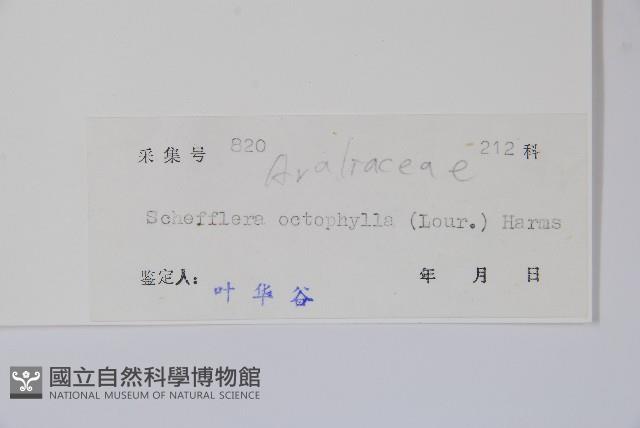 采集号 820 Araliaceae 212 科
Schefflera octophylla (Lour.) Harms
鉴定人: 叶华谷 年 月 日
國立自然科學博物館
NATIONAL MUSEUM OF NATURAL SCIENCE